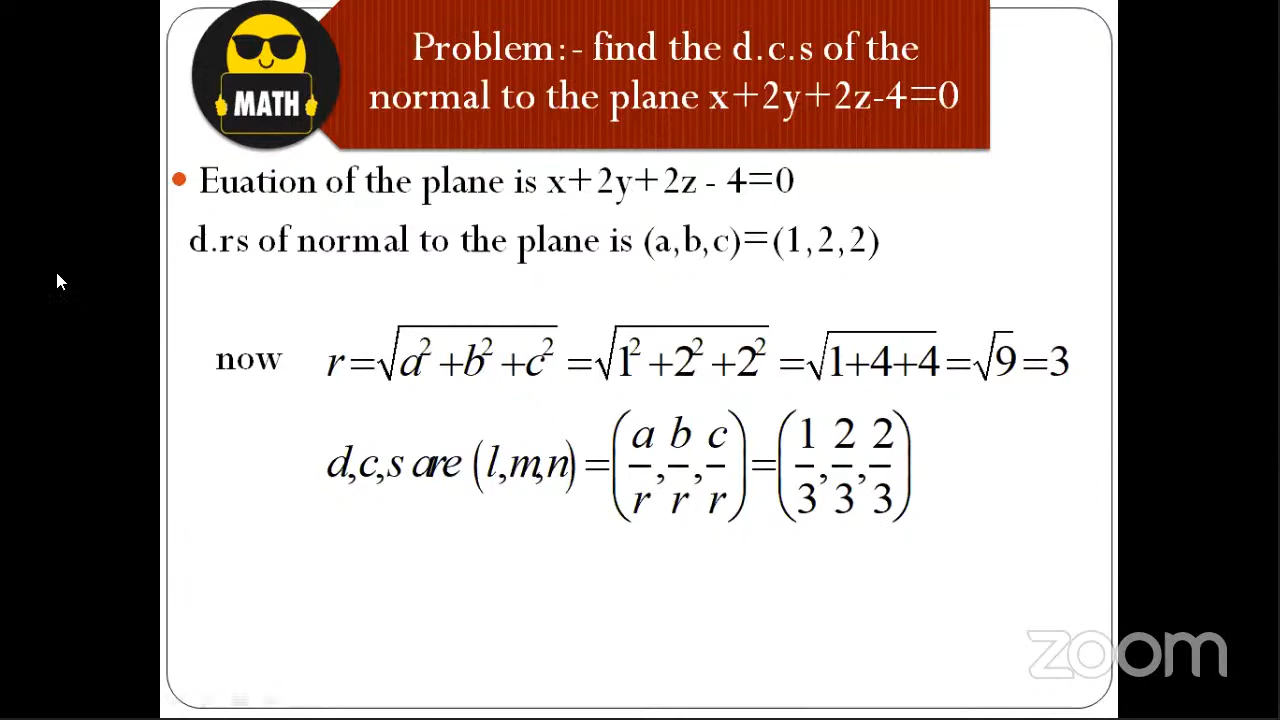 MATH
Problem:- find the d.c.s of the
normal to the plane x+2y+2z-4=0
• Euation of the plane is x+2y+2z - 4=0
d.rs of normal to the plane is (a,b,c)=(1,2,2)
now r=√(a²+b²+c²) =√(1²+2²+2²) =√(1+4+4)=√9=3
d,c,s are (l,m,n)=(a/r,b/r,c/r)=(1/3,2/3,2/3)
zoom